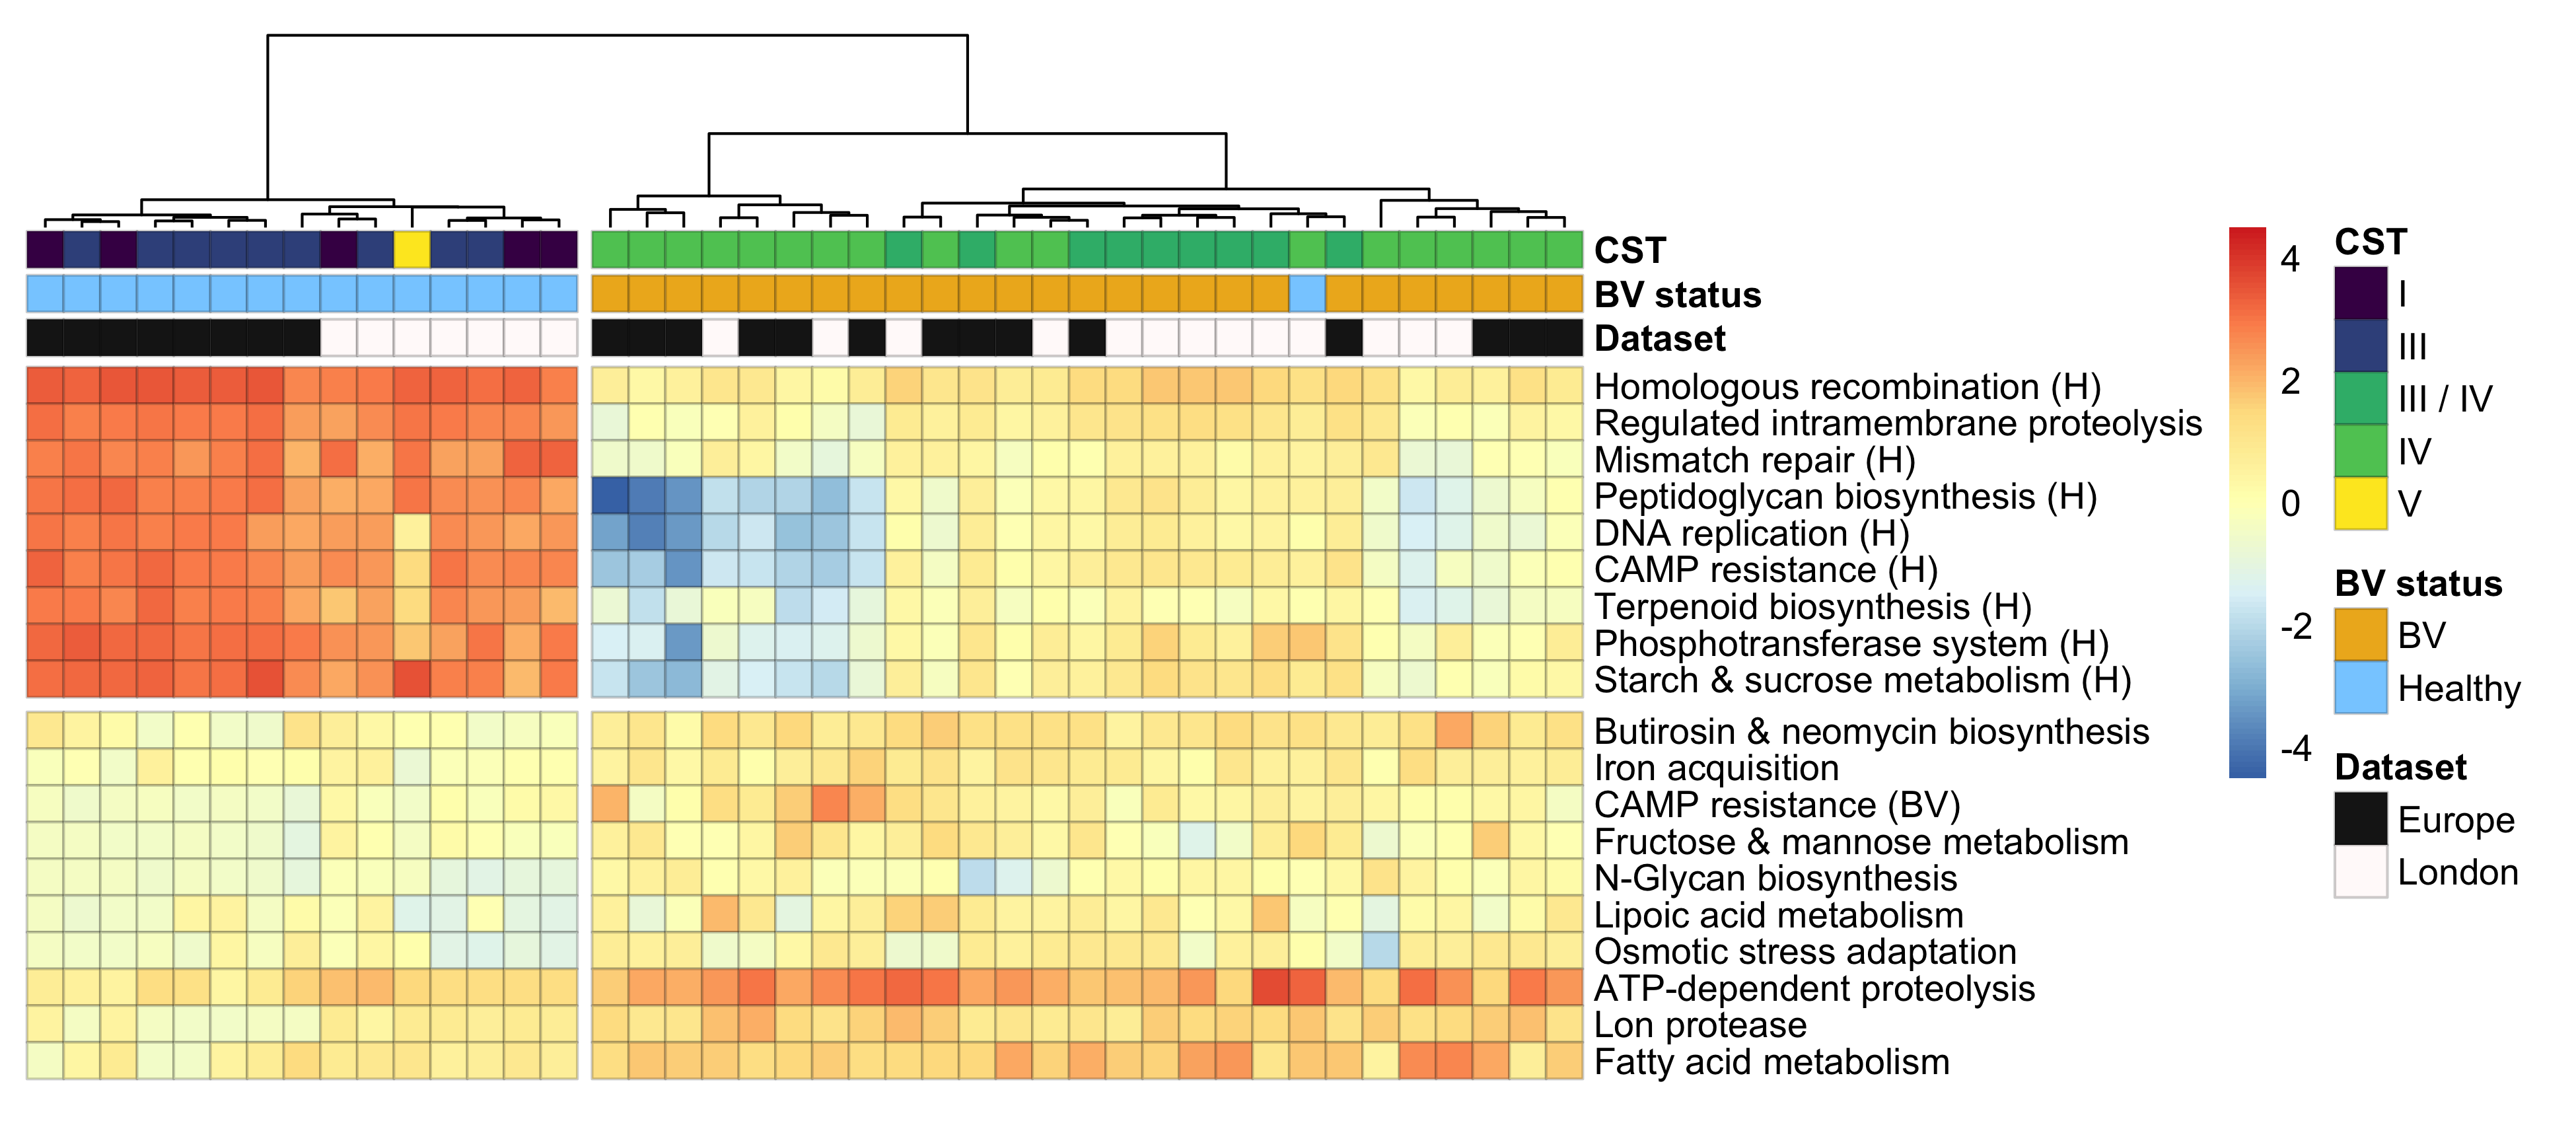 CST
BV status
Dataset
Homologous recombination (H)
Regulated intramembrane proteolysis
Mismatch repair (H)
Peptidoglycan biosynthesis (H)
DNA replication (H)
CAMP resistance (H)
Terpenoid biosynthesis (H)
Phosphotransferase system (H)
Starch & sucrose metabolism (H)
Butirosin & neomycin biosynthesis
Iron acquisition
CAMP resistance (BV)
Fructose & mannose metabolism
N-Glycan biosynthesis
Lipoic acid metabolism
Osmotic stress adaptation
ATP-dependent proteolysis
Lon protease
Fatty acid metabolism
4
2
0
-2
-4
CST
I
III
III / IV
IV
V
BV status
BV
Healthy
Dataset
Europe
London